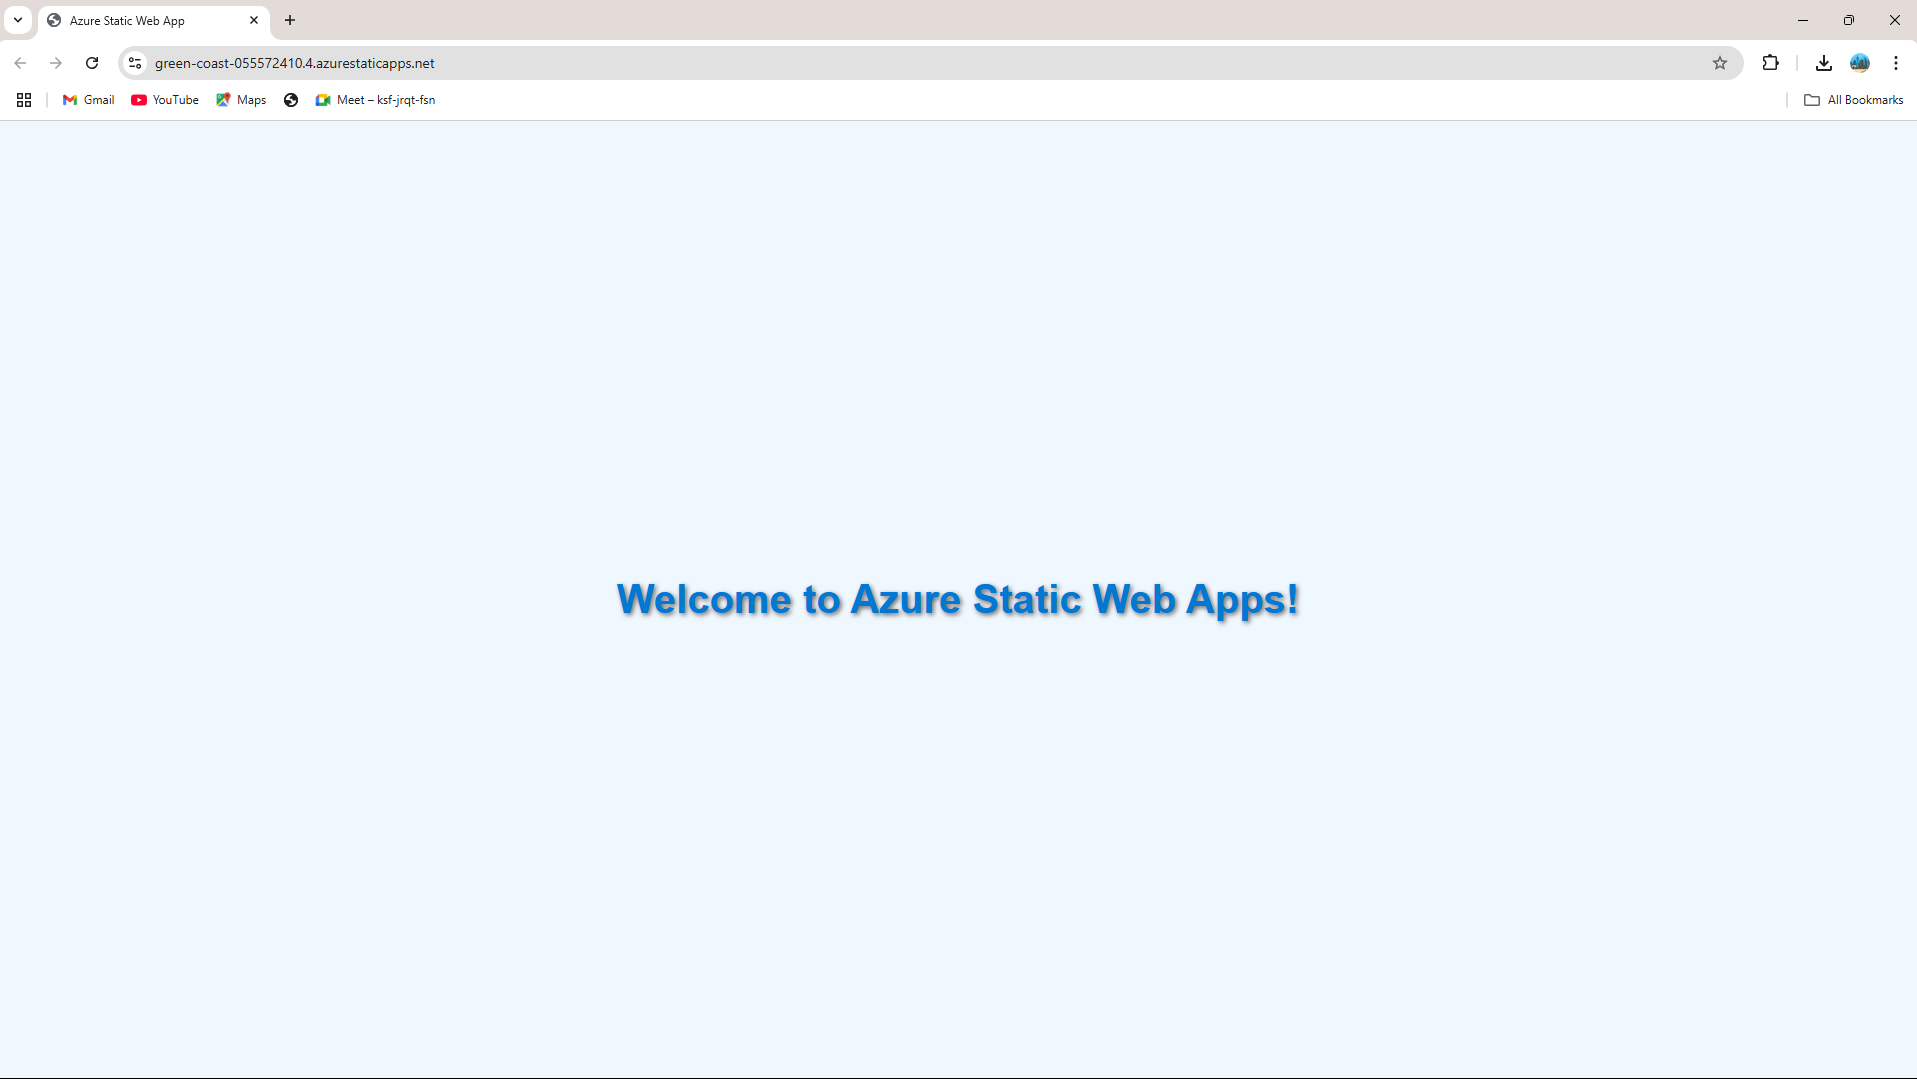 Azure Static Web App
green-coast-055572410.4.azurestaticapps.net
Gmail YouTube Maps Meet – ksf-jrqt-fsn All Bookmarks
Welcome to Azure Static Web Apps!